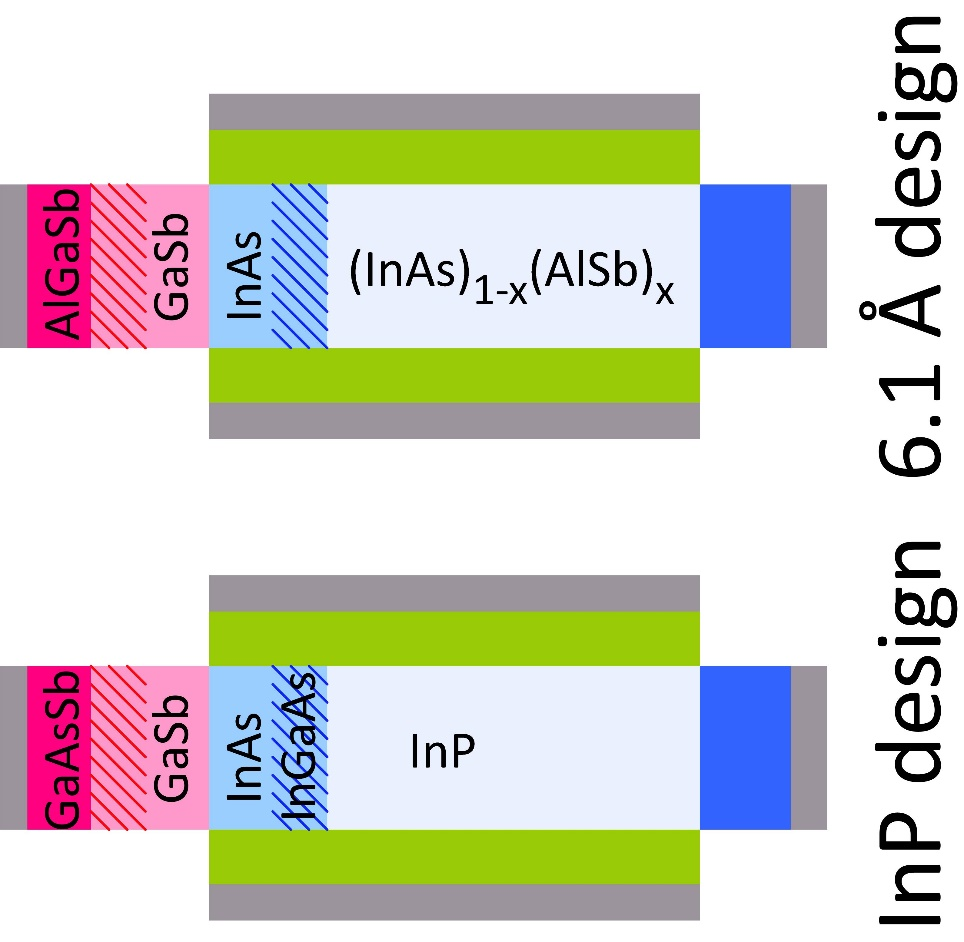 AlGaSb
GaSb
InAs
(InAs)1-x(AlSb)x
6.1 Å design
GaAsSb
GaSb
InAs
InGaAs
InP
InP design